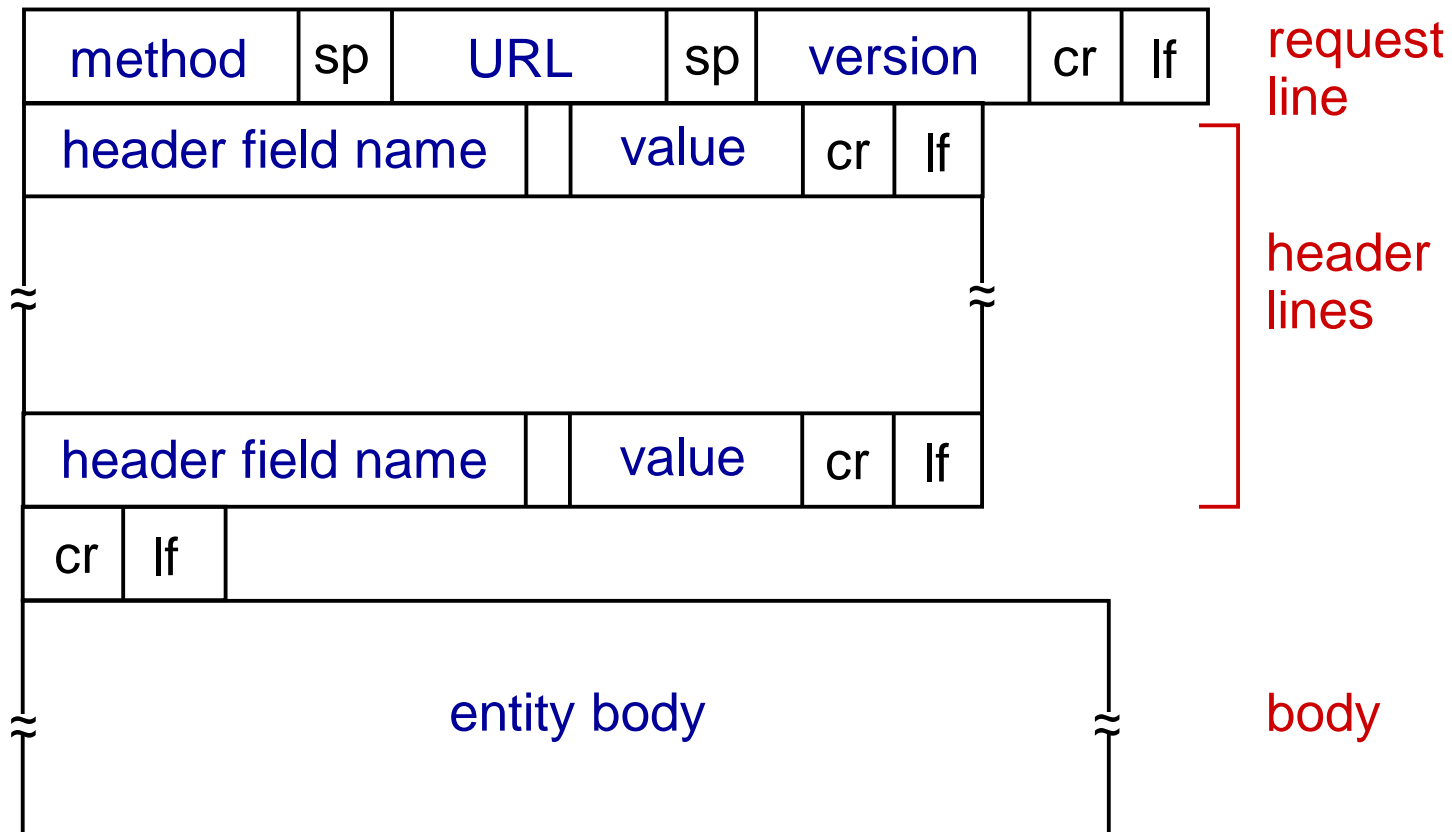 method sp URL sp version cr lf
request
line
header field name value cr lf
header
lines
≈ ≈
header field name value cr lf
cr lf
≈ entity body ≈
body